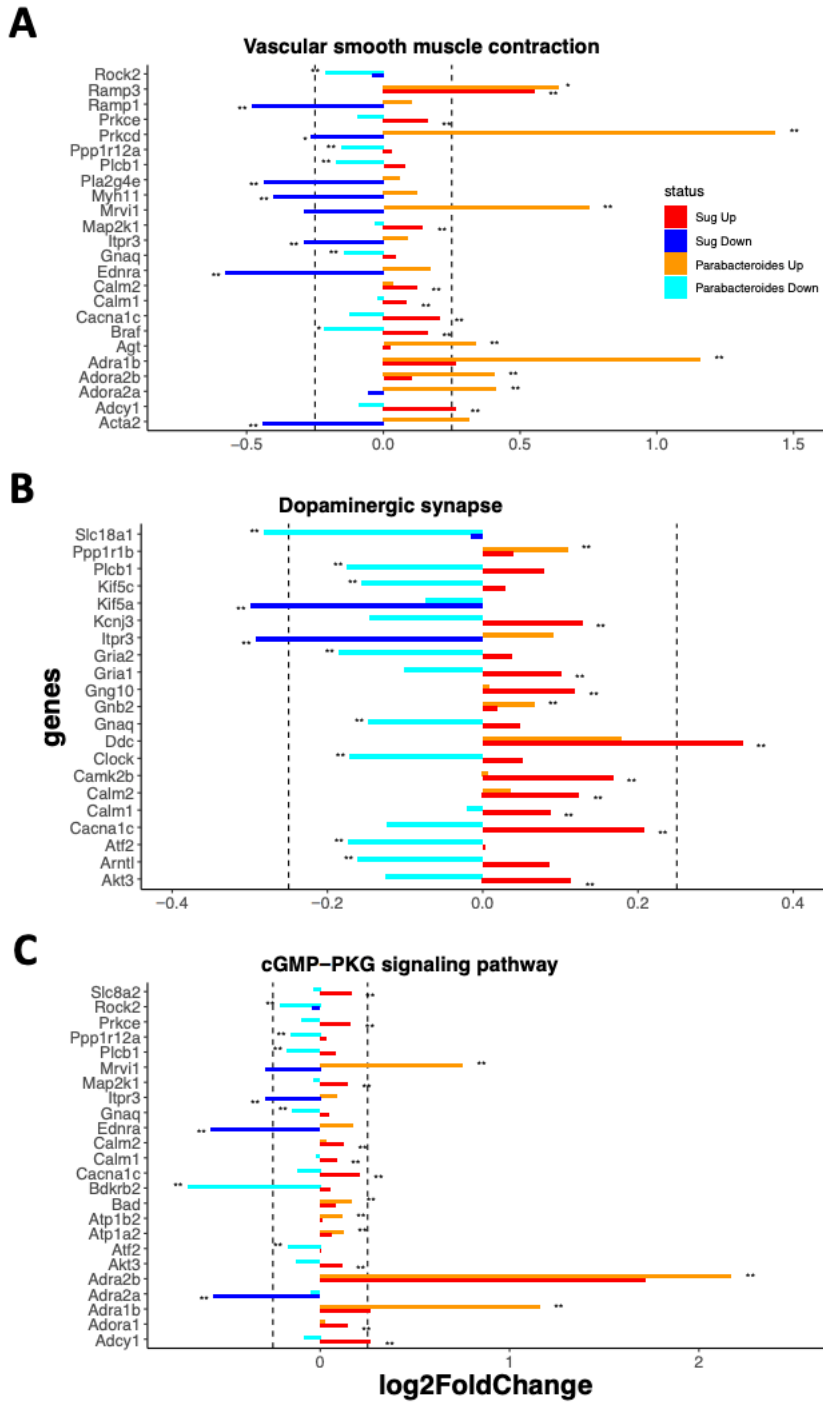 A
Vascular smooth muscle contraction
Rock2
**
Ramp3
*
**
Ramp1
**
Prkce
**
Prkcd
*
**
Ppp1r12a
**
Plcb1
**
Pla2g4e
**
Myh11
**
Mrvi1
**
Map2k1
**
Itpr3
**
Gnaq
**
Ednra
**
Calm2
**
Calm1
**
Cacna1c
**
Braf
*
**
Agt
**
Adra1b
**
Adora2b
**
Adora2a
**
Adcy1
**
Acta2
**
status
Sug Up
Sug Down
Parabacteroides Up
Parabacteroides Down
−0.5 0.0 0.5 1.0 1.5
B
Dopaminergic synapse
genes
Slc18a1
**
Ppp1r1b
**
Plcb1
**
Kif5c
**
Kif5a
**
Kcnj3
**
Itpr3
**
Gria2
**
Gria1
**
Gng10
**
Gnb2
**
Gnaq
**
Ddc
**
Clock
**
Camk2b
**
Calm2
**
Calm1
**
Cacna1c
**
Atf2
**
Arntl
**
Akt3
**
−0.4 −0.2 0.0 0.2 0.4
C
cGMP−PKG signaling pathway
Slc8a2
**
Rock2
**
Prkce
**
Ppp1r12a
**
Plcb1
**
Mrvi1
**
Map2k1
**
Itpr3
**
Gnaq
**
Ednra
**
Calm2
**
Calm1
**
Cacna1c
**
Bdkrb2
**
Bad
**
Atp1b2
**
Atp1a2
**
Atf2
**
Akt3
**
Adra2b
**
Adra2a
**
Adra1b
**
Adora1
**
Adcy1
**
0 1 2
log2FoldChange